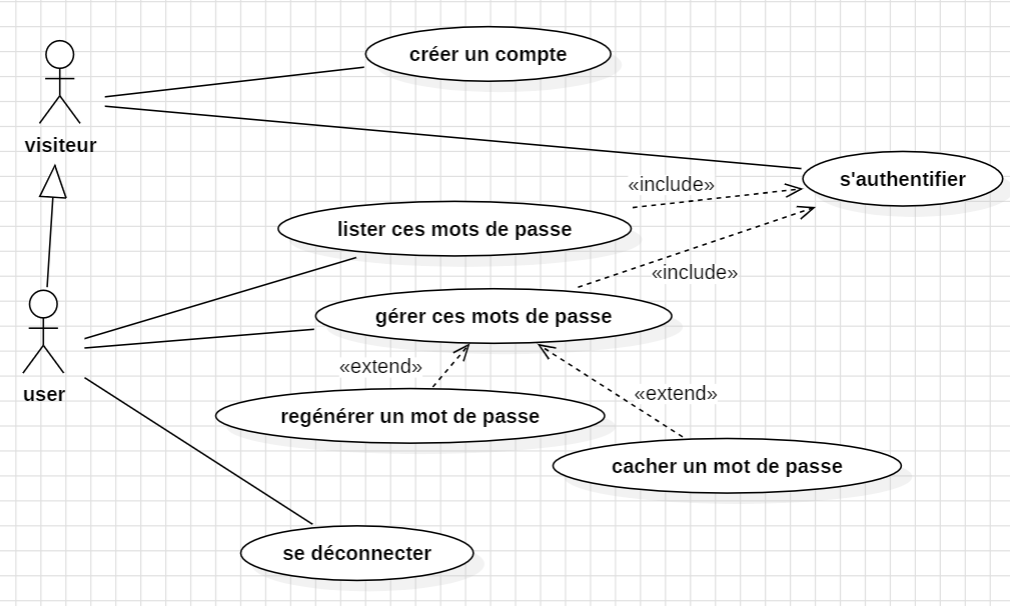 créer un compte
visiteur
s'authentifier
«include»
lister ces mots de passe
«include»
gérer ces mots de passe
«extend»
user
«extend»
regénérer un mot de passe
cacher un mot de passe
se déconnecter